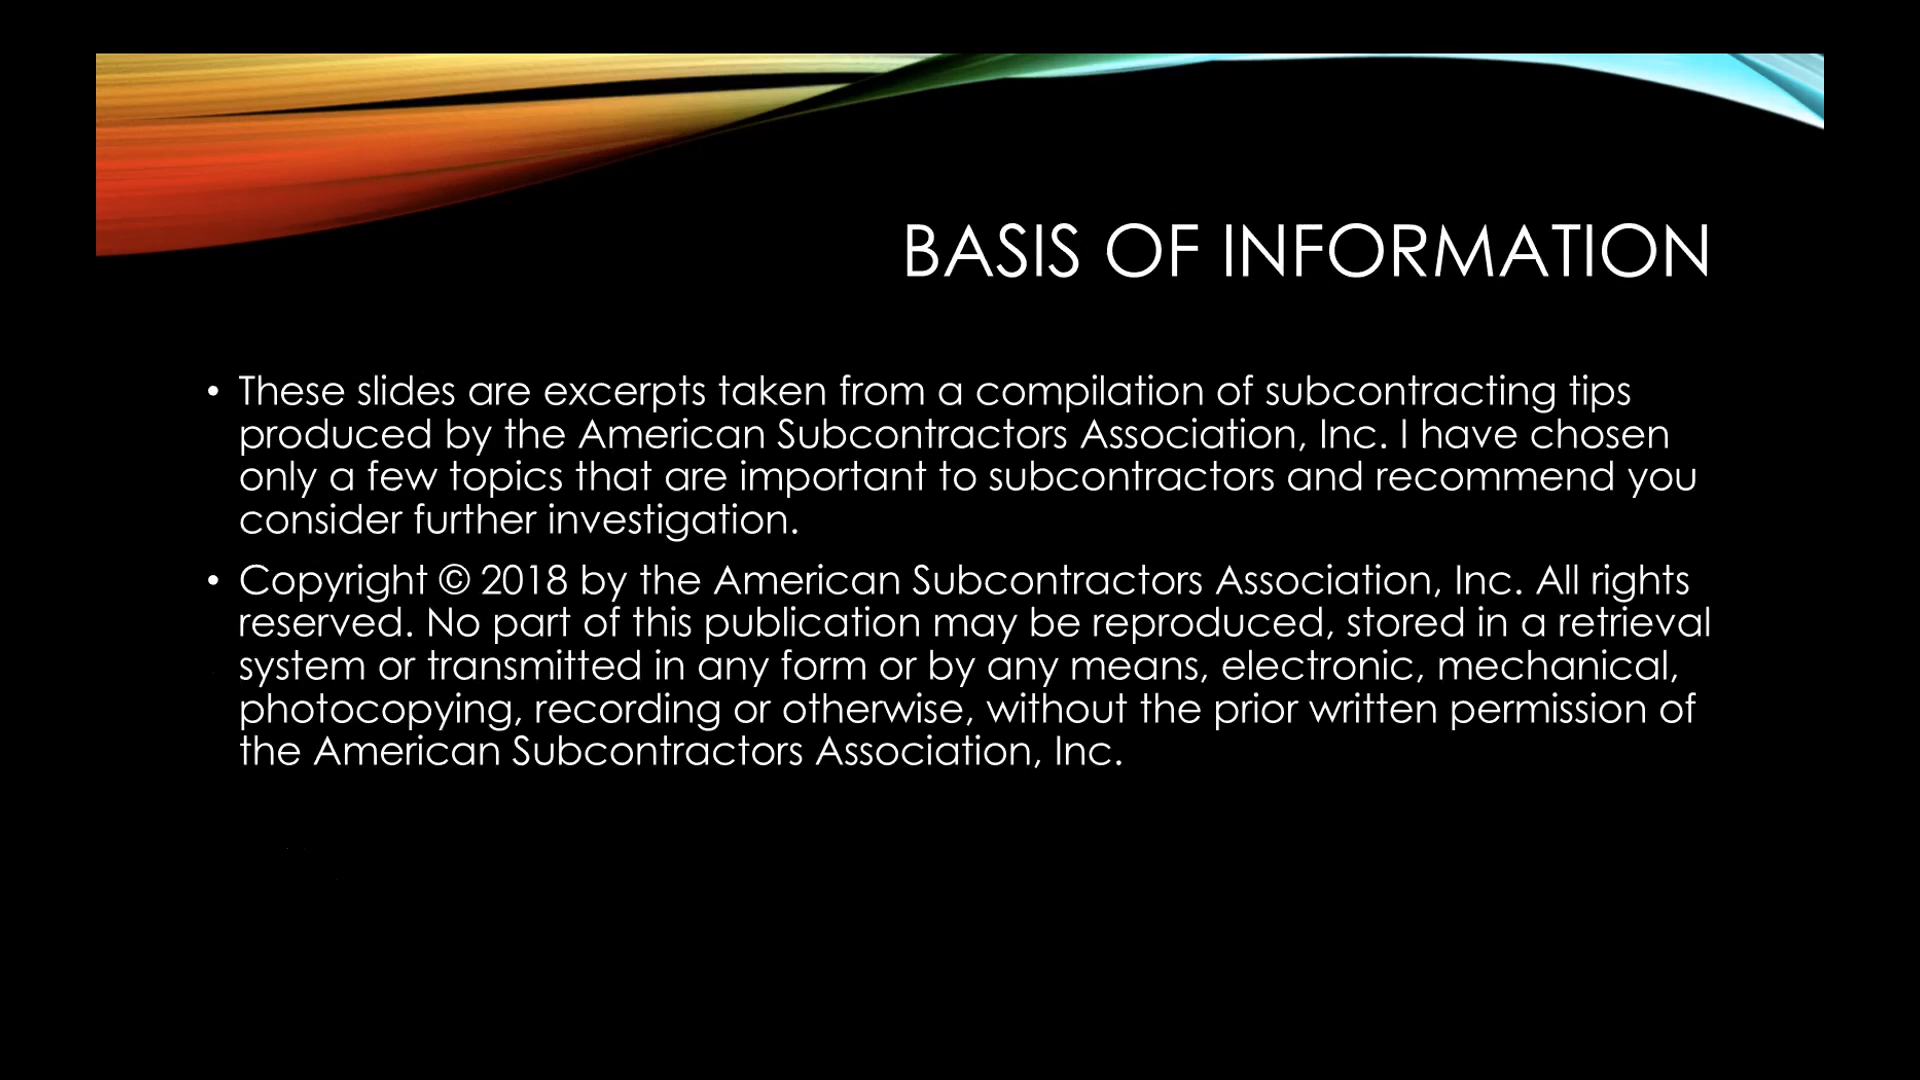 BASIS OF INFORMATION
• These slides are excerpts taken from a compilation of subcontracting tips
produced by the American Subcontractors Association, Inc. I have chosen
only a few topics that are important to subcontractors and recommend you
consider further investigation.
• Copyright © 2018 by the American Subcontractors Association, Inc. All rights
reserved. No part of this publication may be reproduced, stored in a retrieval
system or transmitted in any form or by any means, electronic, mechanical,
photocopying, recording or otherwise, without the prior written permission of
the American Subcontractors Association, Inc.